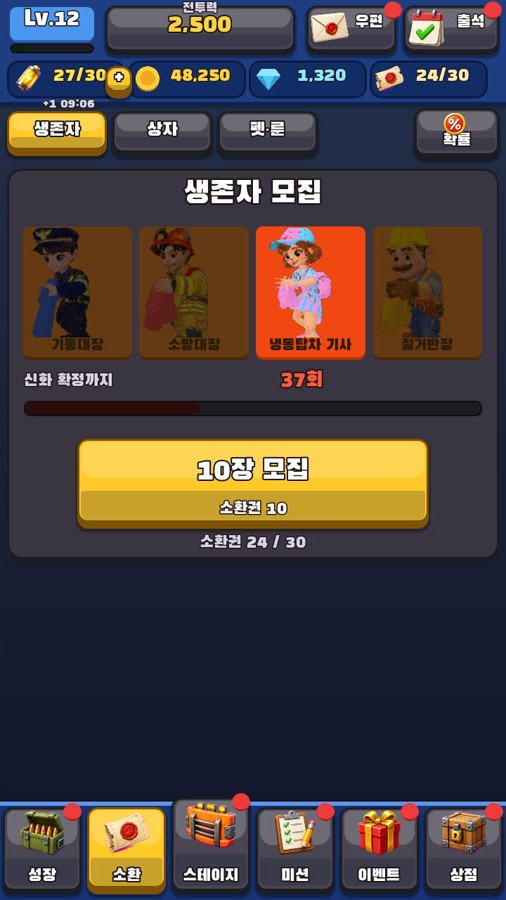 Lv.12
전투력
2,500
우편
출석
27/30
48,250
1,320
24/30
+1 09:06
생존자
상자
펫·룬
%
확률
생존자 모집
기동대장
소방대장
냉동탑차 기사
철거반장
신화 확정까지
37회
10장 모집
소환권 10
소환권 24 / 30
성장
소환
스테이지
미션
이벤트
상점